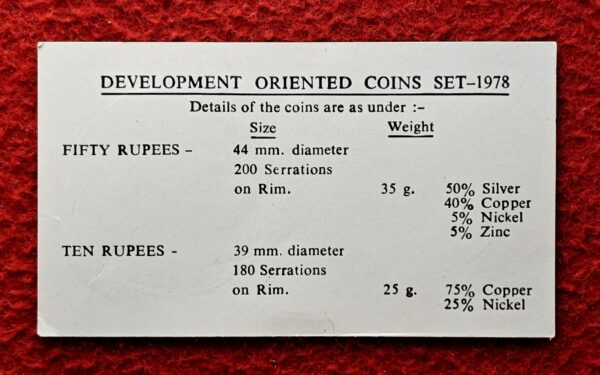 DEVELOPMENT ORIENTED COINS SET-1978
Details of the coins are as under :-
Size Weight
FIFTY RUPEES - 44 mm. diameter
200 Serrations
on Rim. 35 g. 50% Silver
40% Copper
5% Nickel
5% Zinc
TEN RUPEES - 39 mm. diameter
180 Serrations
on Rim. 25 g. 75% Copper
25% Nickel